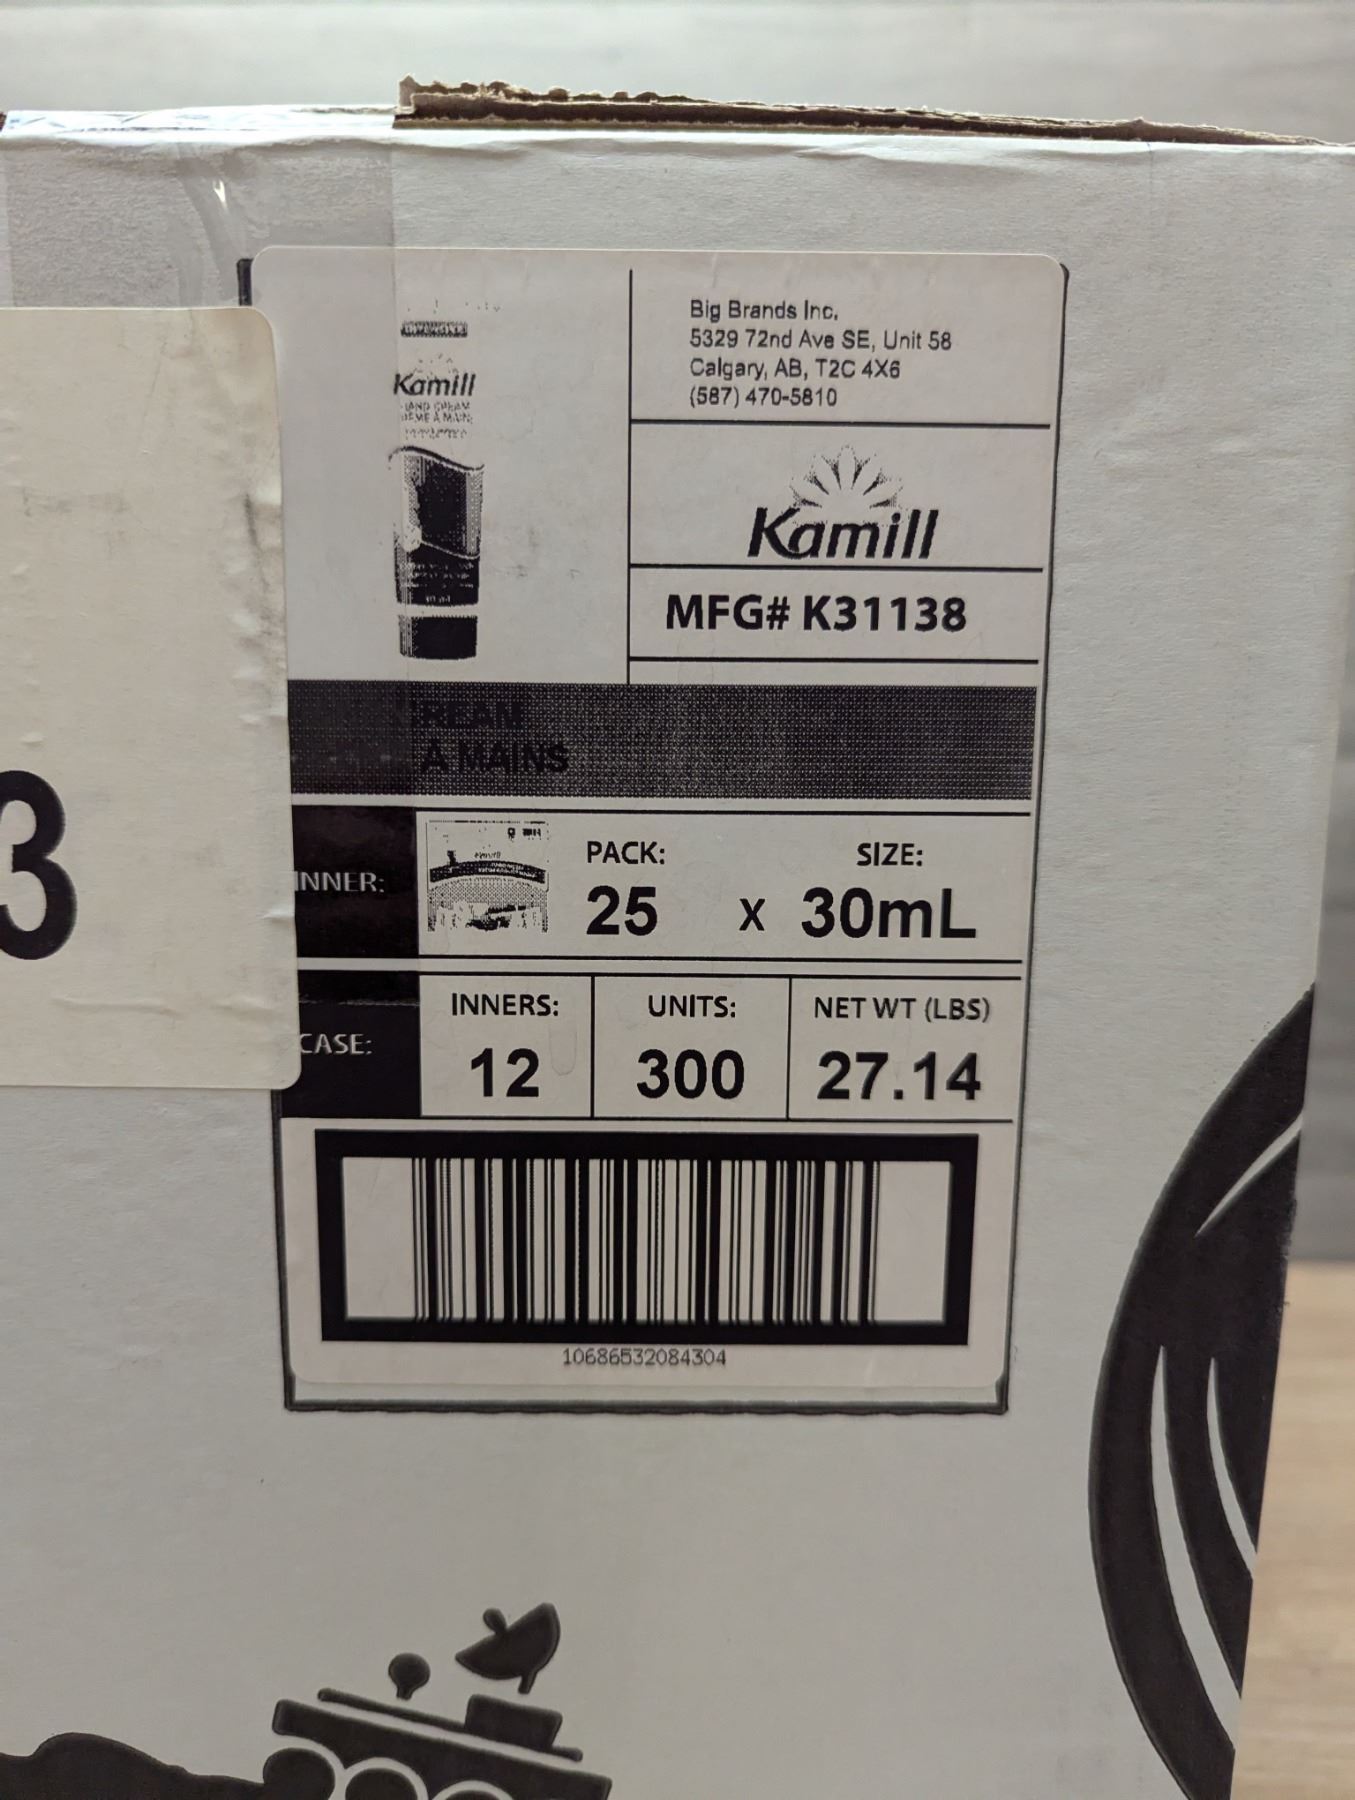 Big Brands Inc.
5329 72nd Ave SE, Unit 58
Calgary, AB, T2C 4X6
(587) 470-5810
Kamill
Kamill
MFG# K31138
REAM
A MAINS
3
INNER:
PACK:
SIZE:
25 x 30mL
CASE:
INNERS:
UNITS:
NET WT (LBS)
12
300
27.14
10686532084304